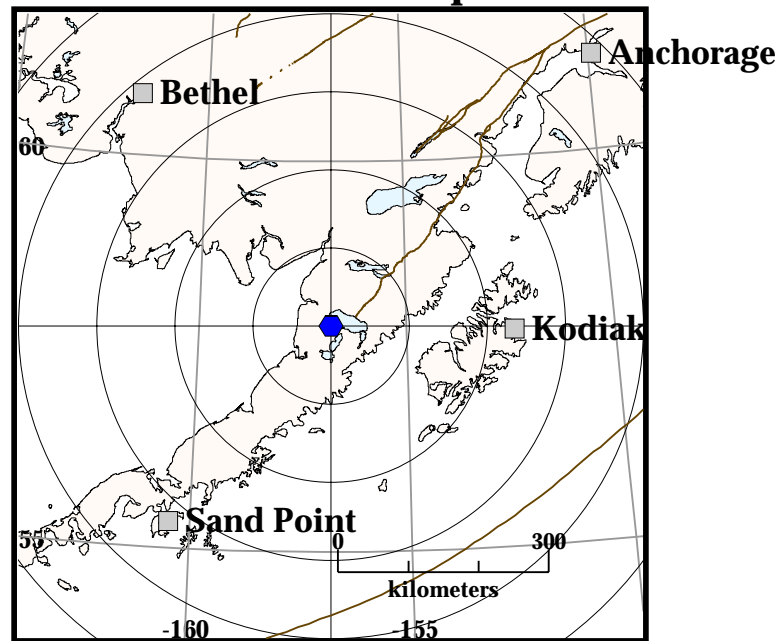 Anchorage
Bethel
60
Kodiak
Sand Point
55
0 300
kilometers
-160 -155